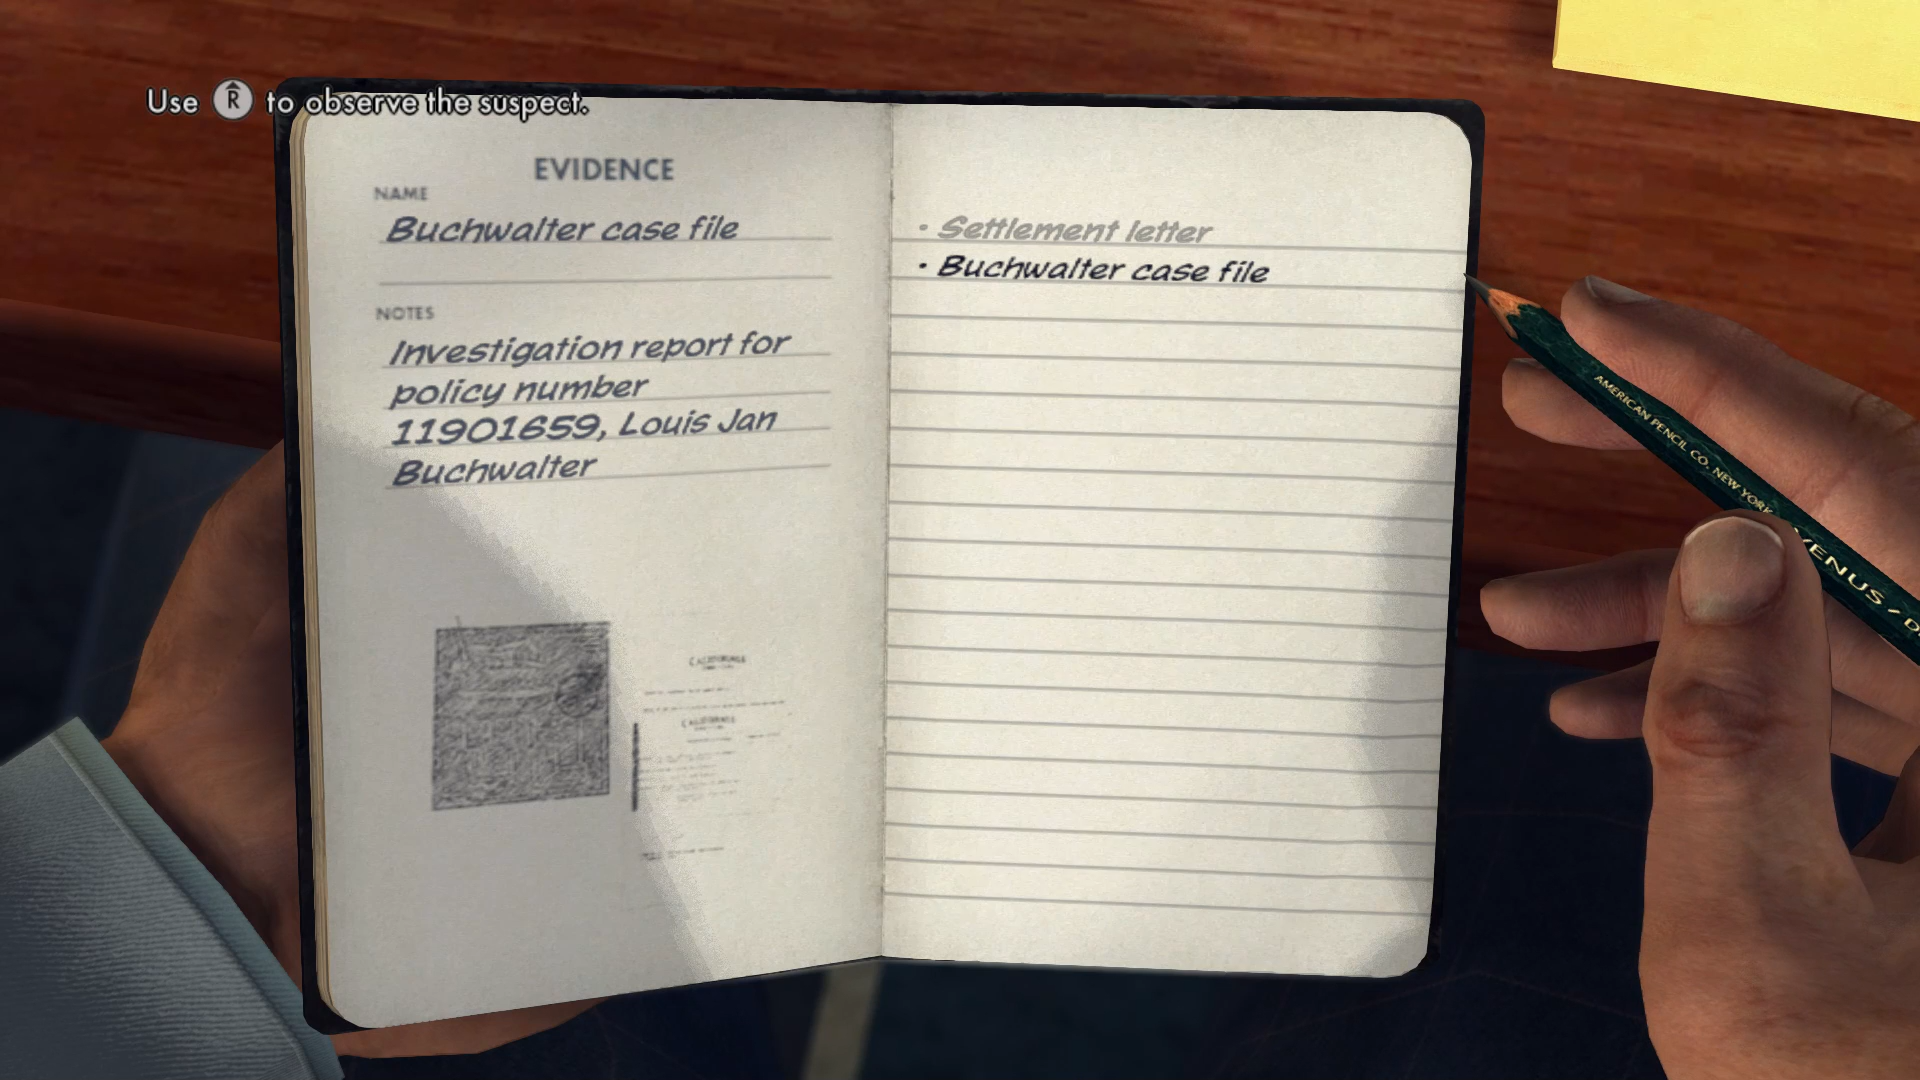 Use R to observe the suspect.
EVIDENCE
NAME
Buchwalter case file
NOTES
Investigation report for
policy number
11901659, Louis Jan
Buchwalter
CALIFORNIA
CALIFORNIA
• Settlement letter
• Buchwalter case file
AMERICAN PENCIL CO. NEW YORK
VENUS